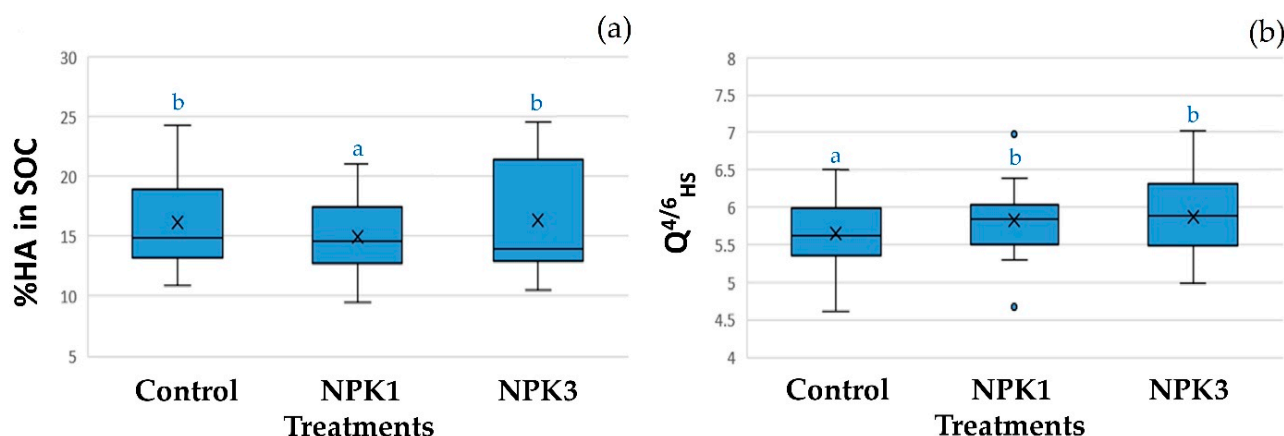 (a)
30
25
20
15
10
5
%HA in SOC
b
a
b
Control NPK1 NPK3
Treatments
(b)
8
7.5
7
6.5
6
5.5
5
4.5
4
Q4/6HS
a
b
b
Control NPK1 NPK3
Treatments